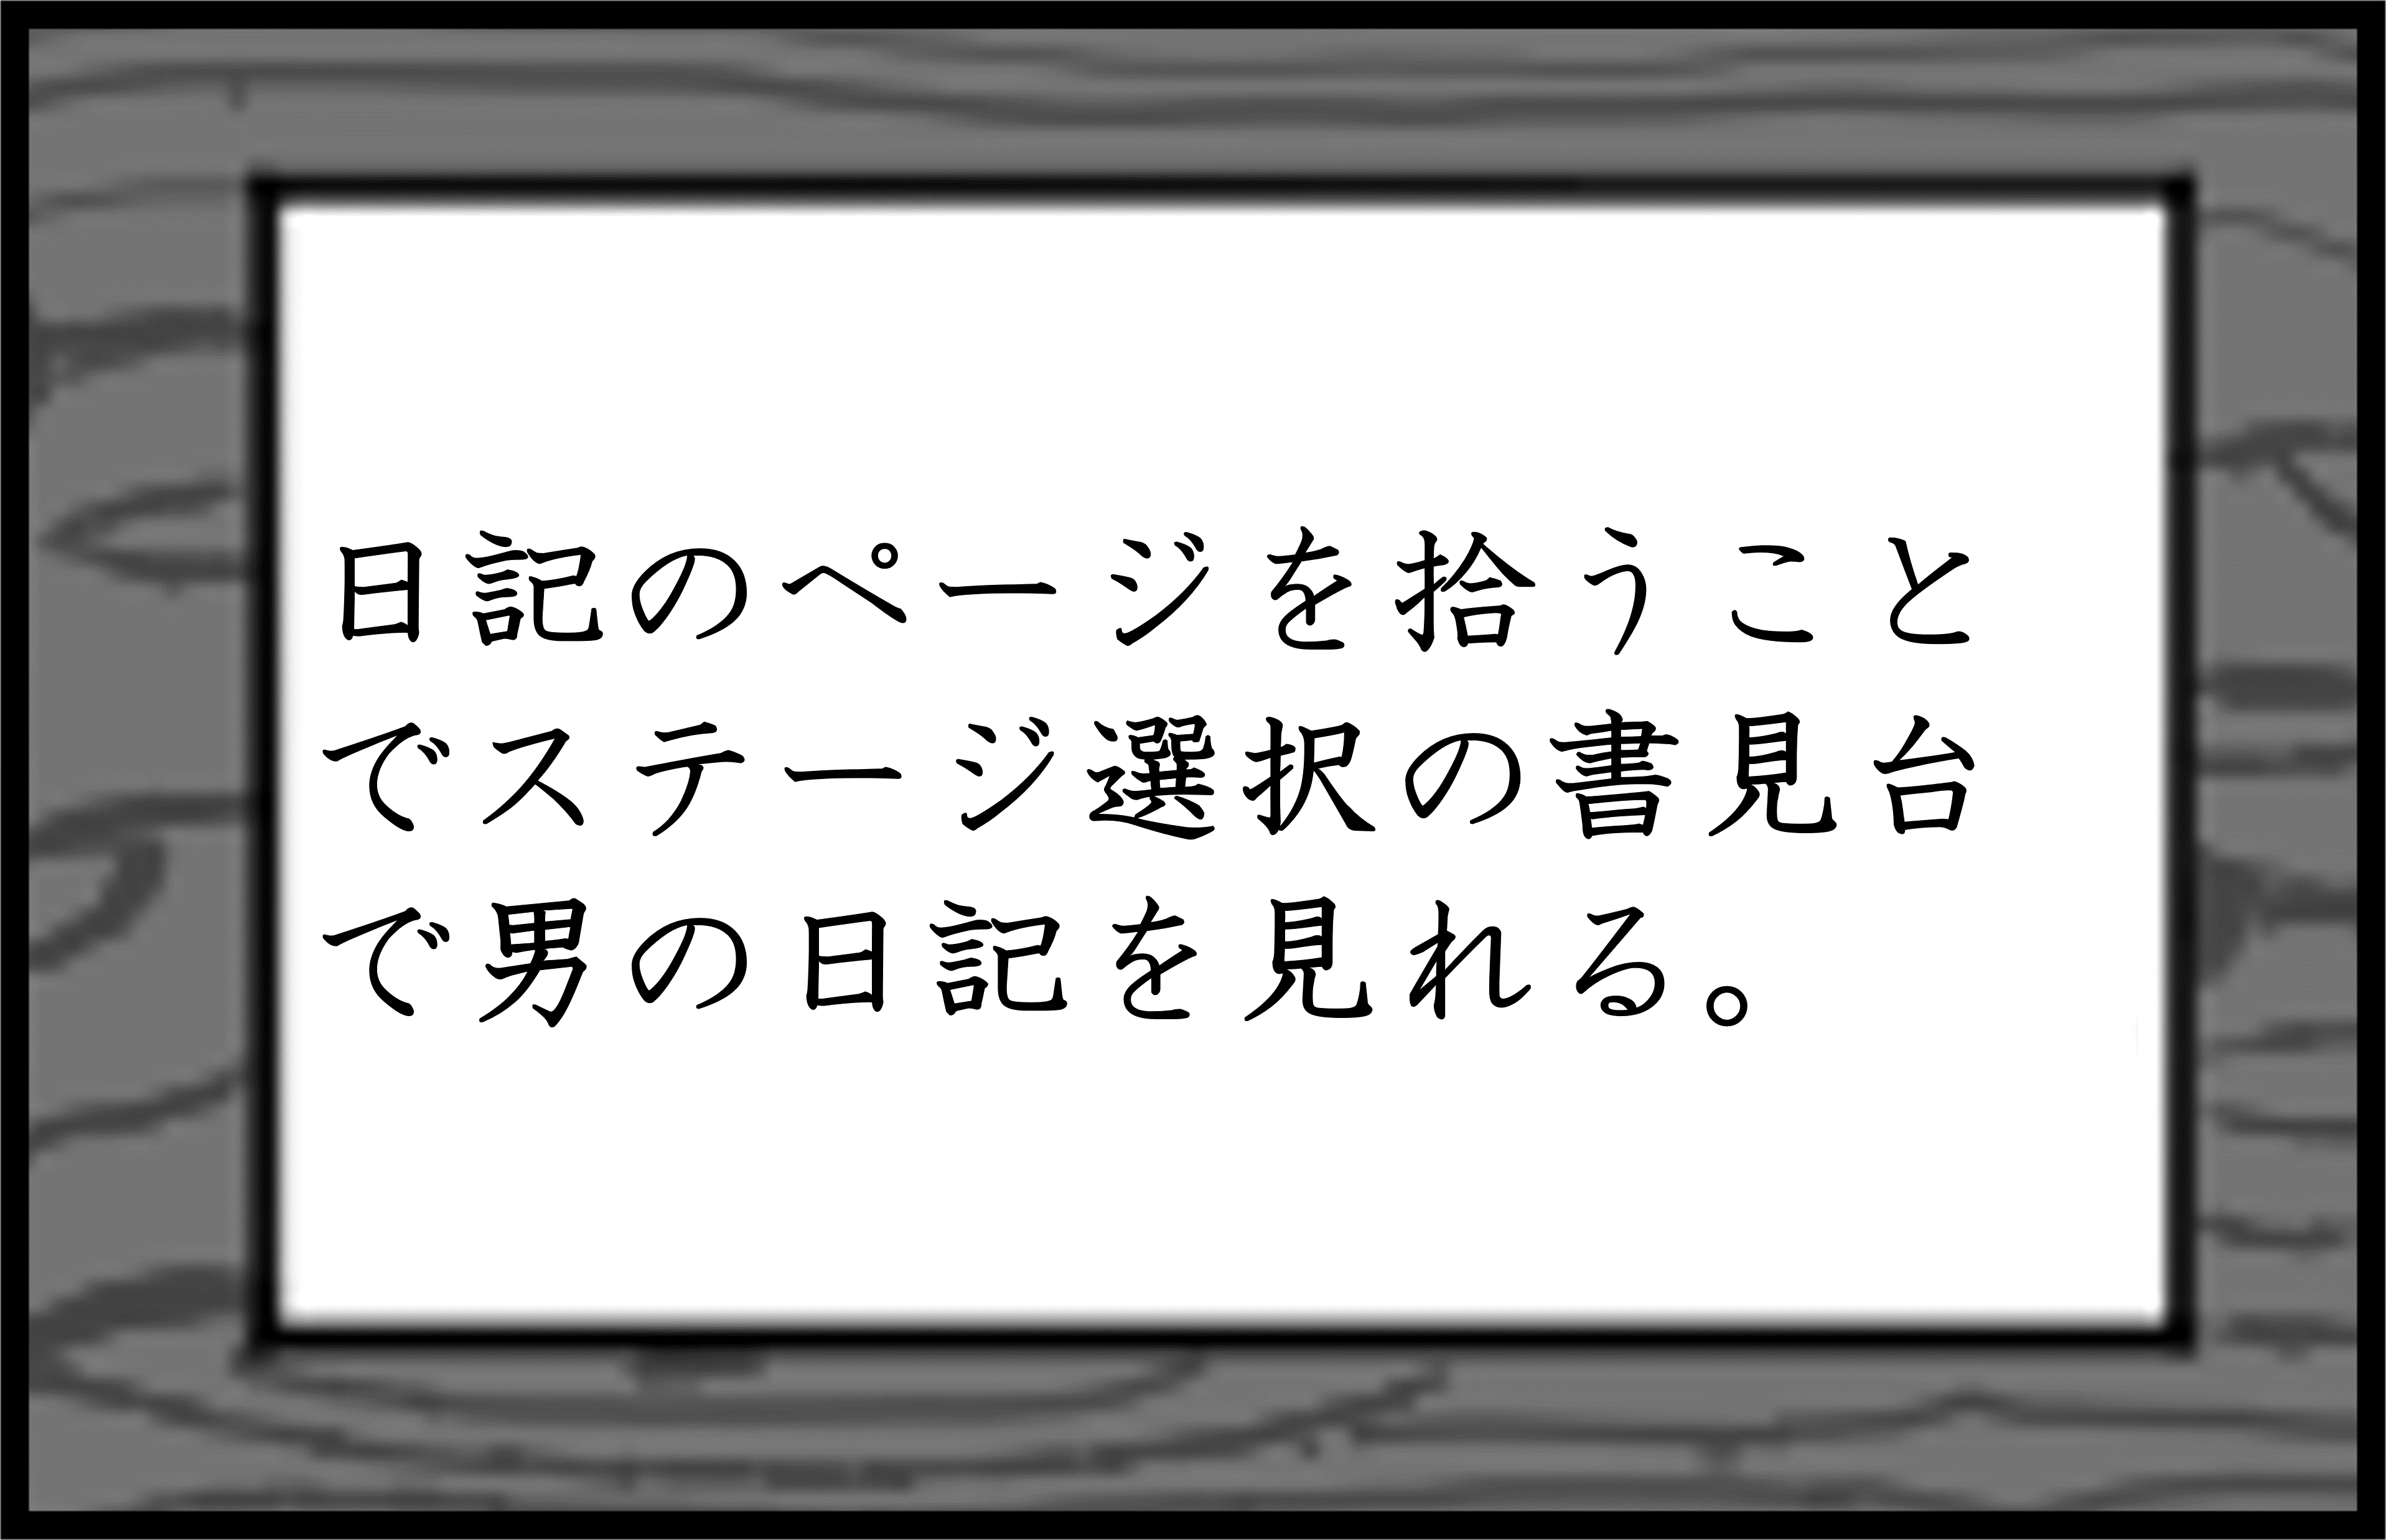 日記のページを拾うこと
でステージ選択の書見台
で男の日記を見れる。